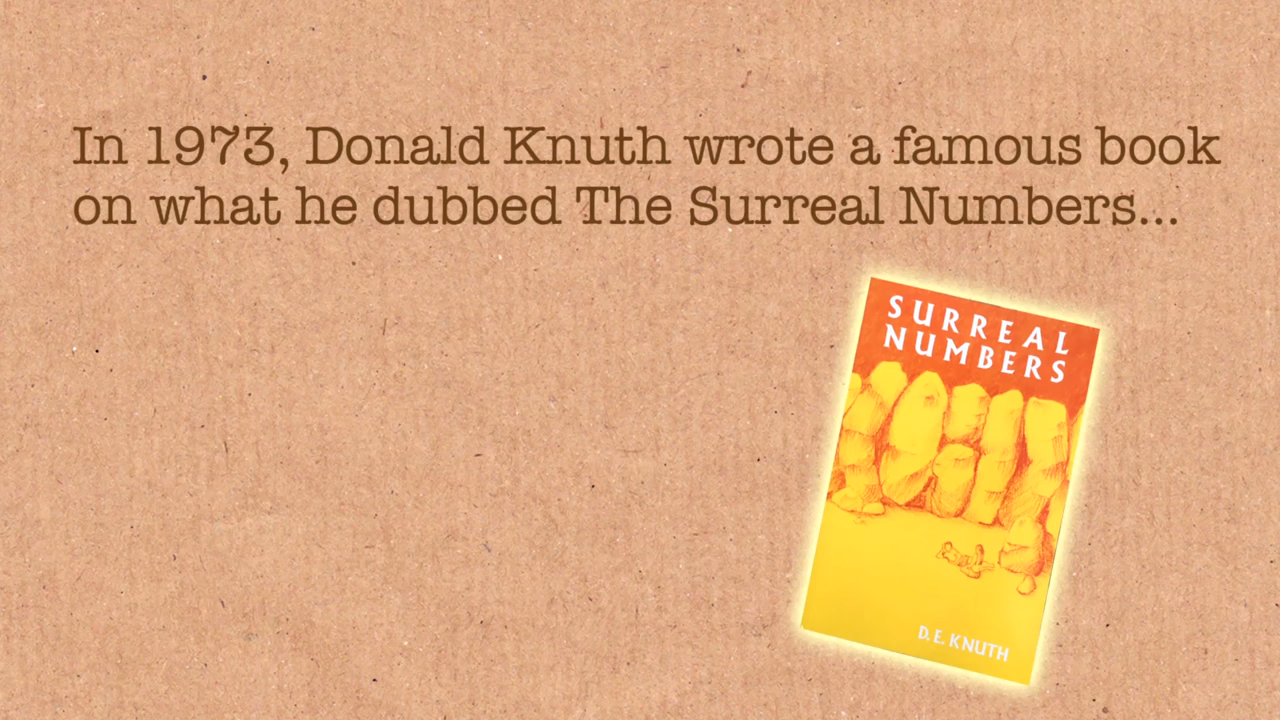 In 1973, Donald Knuth wrote a famous book
on what he dubbed The Surreal Numbers...
SURREAL
NUMBERS
D. E. KNUTH